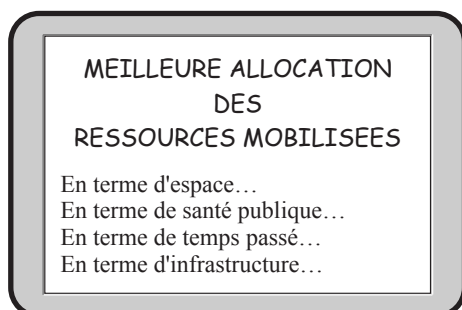 MEILLEURE ALLOCATION
DES
RESSOURCES MOBILISEES
En terme d'espace…
En terme de santé publique…
En terme de temps passé…
En terme d'infrastructure…